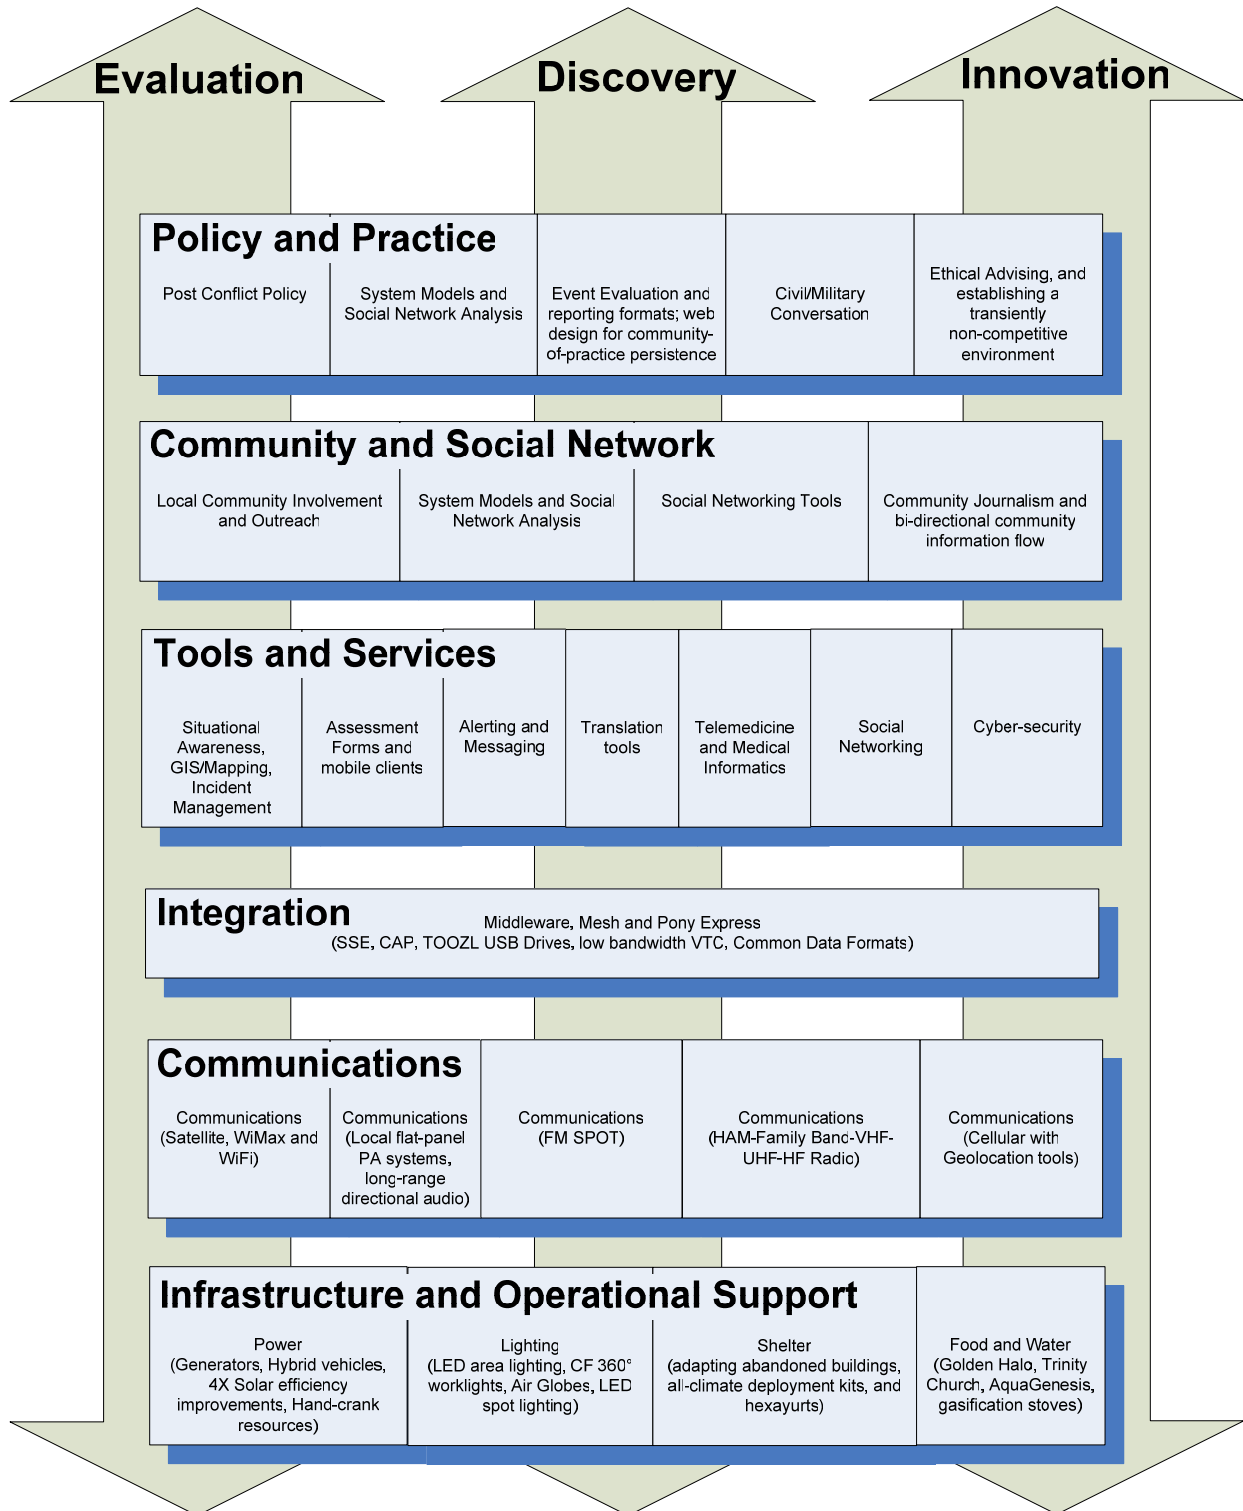 Evaluation
Discovery
Innovation
Policy and Practice
Post Conflict Policy
System Models and
Social Network Analysis
Event Evaluation and
reporting formats; web
design for community-
of-practice persistence
Civil/Military
Conversation
Ethical Advising, and
establishing a
transiently
non-competitive
environment
Community and Social Network
Local Community Involvement
and Outreach
System Models and Social
Network Analysis
Social Networking Tools
Community Journalism and
bi-directional community
information flow
Tools and Services
Situational
Awareness,
GIS/Mapping,
Incident
Management
Assessment
Forms and
mobile clients
Alerting and
Messaging
Translation
tools
Telemedicine
and Medical
Informatics
Social
Networking
Cyber-security
Integration
Middleware, Mesh and Pony Express
(SSE, CAP, TOOZL USB Drives, low bandwidth VTC, Common Data Formats)
Communications
Communications
(Satellite, WiMax and
WiFi)
Communications
(Local flat-panel
PA systems,
long-range
directional audio)
Communications
(FM SPOT)
Communications
(HAM-Family Band-VHF-
UHF-HF Radio)
Communications
(Cellular with
Geolocation tools)
Infrastructure and Operational Support
Power
(Generators, Hybrid vehicles,
4X Solar efficiency
improvements, Hand-crank
resources)
Lighting
(LED area lighting, CF 360°
worklights, Air Globes, LED
spot lighting)
Shelter
(adapting abandoned buildings,
all-climate deployment kits, and
hexayurts)
Food and Water
(Golden Halo, Trinity
Church, AquaGenesis,
gasification stoves)